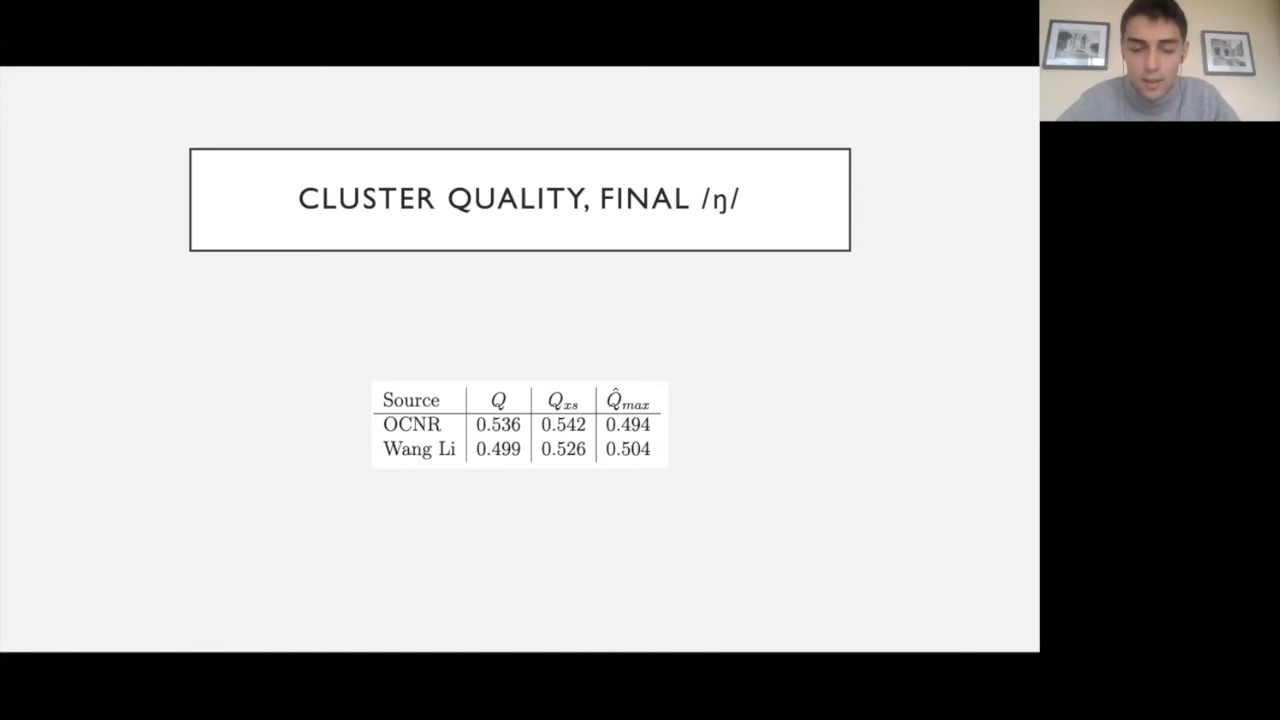 CLUSTER QUALITY, FINAL /ŋ/
Source Q Q_xs Q̂_max
OCNR 0.536 0.542 0.494
Wang Li 0.499 0.526 0.504